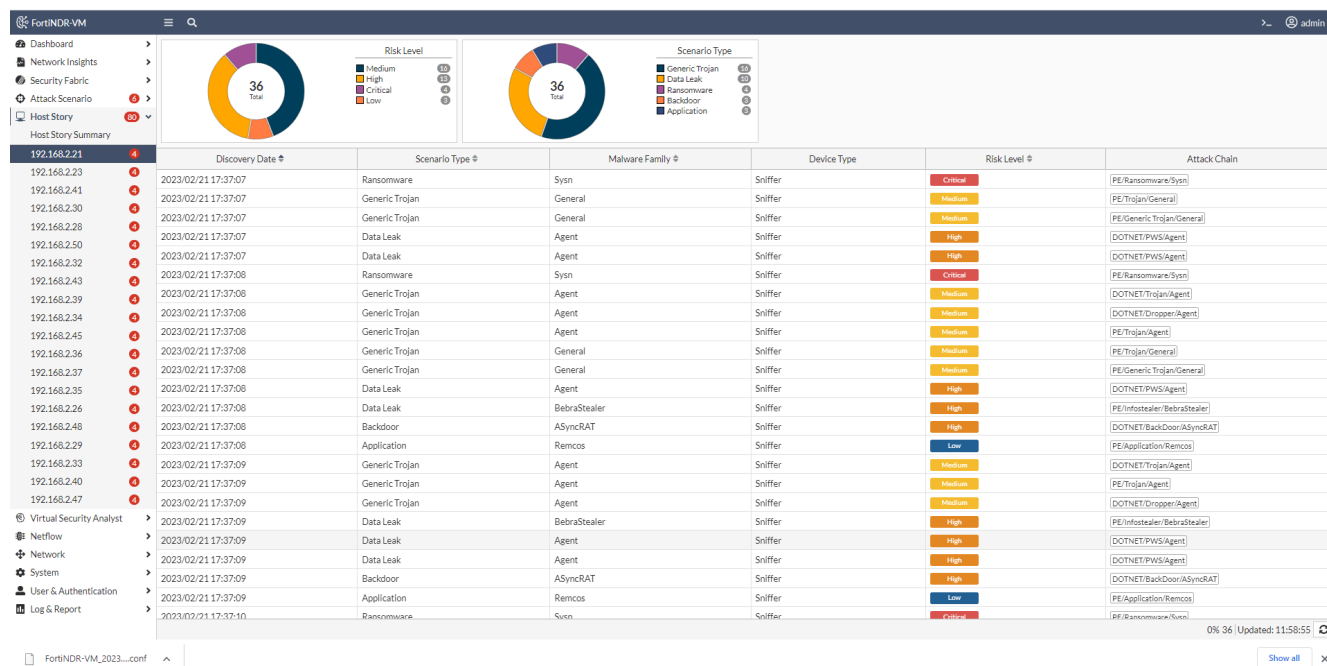 FortiNDR-VM
>_ admin
Dashboard
Network Insights
Security Fabric
Attack Scenario 6
Host Story 80
Host Story Summary
192.168.2.21 4
192.168.2.23 4
192.168.2.41 4
192.168.2.30 4
192.168.2.28 4
192.168.2.50 4
192.168.2.32 4
192.168.2.43 4
192.168.2.39 4
192.168.2.34 4
192.168.2.45 4
192.168.2.36 4
192.168.2.37 4
192.168.2.35 4
192.168.2.26 4
192.168.2.48 4
192.168.2.29 4
192.168.2.33 4
192.168.2.40 4
192.168.2.47 4
Virtual Security Analyst
Netflow
Network
System
User & Authentication
Log & Report
36
Total
Risk Level
Medium 16
High 13
Critical 4
Low 3
36
Total
Scenario Type
Generic Trojan 16
Data Leak 10
Ransomware 4
Backdoor 3
Application 3
Discovery Date Scenario Type Malware Family Device Type Risk Level Attack Chain
2023/02/21 17:37:07 Ransomware Sysn Sniffer Critical PE/Ransomware/Sysn
2023/02/21 17:37:07 Generic Trojan General Sniffer Medium PE/Trojan/General
2023/02/21 17:37:07 Generic Trojan General Sniffer Medium PE/Generic Trojan/General
2023/02/21 17:37:07 Data Leak Agent Sniffer High DOTNET/PWS/Agent
2023/02/21 17:37:07 Data Leak Agent Sniffer High DOTNET/PWS/Agent
2023/02/21 17:37:08 Ransomware Sysn Sniffer Critical PE/Ransomware/Sysn
2023/02/21 17:37:08 Generic Trojan Agent Sniffer Medium DOTNET/Trojan/Agent
2023/02/21 17:37:08 Generic Trojan Agent Sniffer Medium DOTNET/Dropper/Agent
2023/02/21 17:37:08 Generic Trojan Agent Sniffer Medium PE/Trojan/Agent
2023/02/21 17:37:08 Generic Trojan General Sniffer Medium PE/Trojan/General
2023/02/21 17:37:08 Generic Trojan General Sniffer Medium PE/Generic Trojan/General
2023/02/21 17:37:08 Data Leak Agent Sniffer High DOTNET/PWS/Agent
2023/02/21 17:37:08 Data Leak BebraStealer Sniffer High PE/Infostealer/BebraStealer
2023/02/21 17:37:08 Backdoor ASyncRAT Sniffer High DOTNET/BackDoor/ASyncRAT
2023/02/21 17:37:08 Application Remcos Sniffer Low PE/Application/Remcos
2023/02/21 17:37:09 Generic Trojan Agent Sniffer Medium DOTNET/Trojan/Agent
2023/02/21 17:37:09 Generic Trojan Agent Sniffer Medium PE/Trojan/Agent
2023/02/21 17:37:09 Generic Trojan Agent Sniffer Medium DOTNET/Dropper/Agent
2023/02/21 17:37:09 Data Leak BebraStealer Sniffer High PE/Infostealer/BebraStealer
2023/02/21 17:37:09 Data Leak Agent Sniffer High DOTNET/PWS/Agent
2023/02/21 17:37:09 Data Leak Agent Sniffer High DOTNET/PWS/Agent
2023/02/21 17:37:09 Backdoor ASyncRAT Sniffer High DOTNET/BackDoor/ASyncRAT
2023/02/21 17:37:09 Application Remcos Sniffer Low PE/Application/Remcos
2023/02/21 17:37:10 Ransomware Sysn Sniffer Critical PE/Ransomware/Sysn
0% 36 Updated: 11:58:55
FortiNDR-VM_2023....conf
Show all